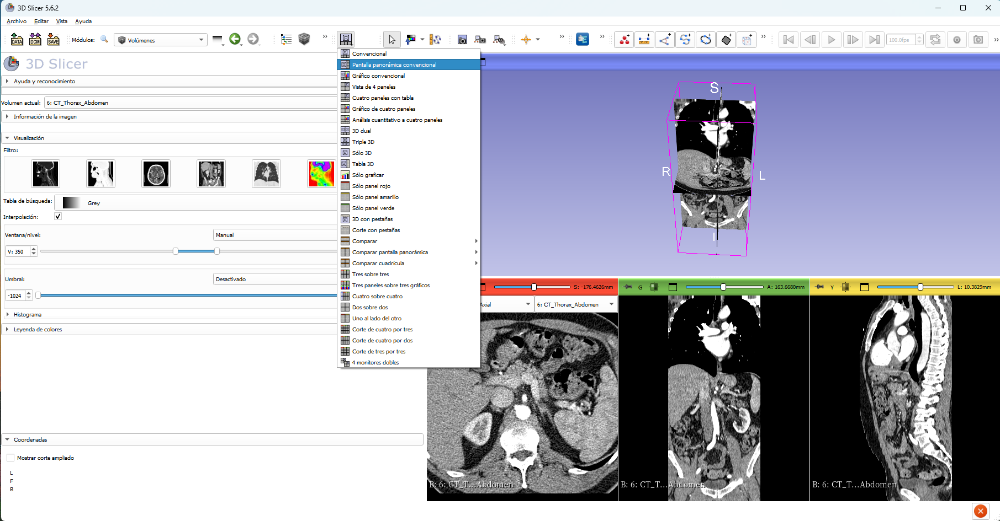 3D Slicer 5.6.2
Archivo Editar Vista Ayuda
DATA DCM SAVE Módulos: Volúmenes 100.0fps
3D Slicer
Ayuda y reconocimiento
Volumen actual: 6: CT_Thorax_Abdomen
Información de la imagen
Visualización
Filtro:
Tabla de búsqueda: Grey
Interpolación:
Ventana/nivel: Manual
V: 350
Umbral: Desactivado
-1024
Histograma
Leyenda de colores
Coordenadas
Mostrar corte ampliado
L
F
B
Convencional
Pantalla panorámica convencional
Gráfico convencional
Vista de 4 paneles
Cuatro paneles con tabla
Gráfico de cuatro paneles
Análisis cuantitativo a cuatro paneles
3D dual
Triple 3D
Sólo 3D
Tabla 3D
Sólo graficar
Sólo panel rojo
Sólo panel amarillo
Sólo panel verde
3D con pestañas
Corte con pestañas
Comparar
Comparar pantalla panorámica
Comparar cuadrícula
Tres sobre tres
Tres paneles sobre tres gráficos
Cuatro sobre cuatro
Dos sobre dos
Uno al lado del otro
Corte de cuatro por tres
Corte de cuatro por dos
Corte de tres por tres
4 monitores dobles
S
R
L
I
S: -176.4626mm
Axial 6: CT_Thorax_Abdomen
B: 6: CT_T...Abdomen
G A: 163.6680mm
B: 6: CT_T...Abdomen
Y L: 10.3829mm
B: 6: CT_T...Abdomen